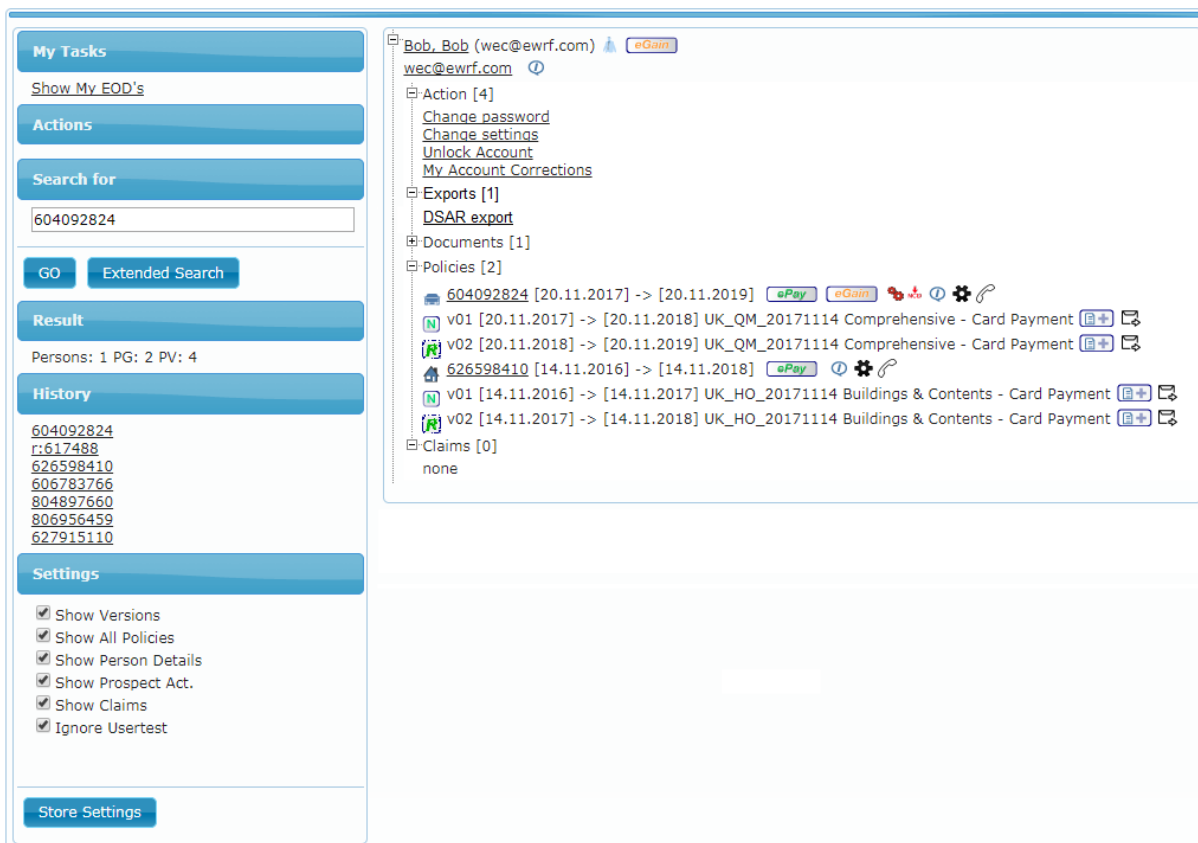 My Tasks
Show My EOD's
Actions
Search for
604092824
GO Extended Search
Result
Persons: 1 PG: 2 PV: 4
History
604092824
r:617488
626598410
606783766
804897660
806956459
627915110
Settings
Show Versions
Show All Policies
Show Person Details
Show Prospect Act.
Show Claims
Ignore Usertest
Store Settings
Bob, Bob (wec@ewrf.com) eGain
wec@ewrf.com
Action [4]
Change password
Change settings
Unlock Account
My Account Corrections
Exports [1]
DSAR export
Documents [1]
Policies [2]
604092824 [20.11.2017] -> [20.11.2019] ePay eGain NCD
N v01 [20.11.2017] -> [20.11.2018] UK_QM_20171114 Comprehensive - Card Payment
R v02 [20.11.2018] -> [20.11.2019] UK_QM_20171114 Comprehensive - Card Payment
626598410 [14.11.2016] -> [14.11.2018] ePay
N v01 [14.11.2016] -> [14.11.2017] UK_HO_20171114 Buildings & Contents - Card Payment
R v02 [14.11.2017] -> [14.11.2018] UK_HO_20171114 Buildings & Contents - Card Payment
Claims [0]
none